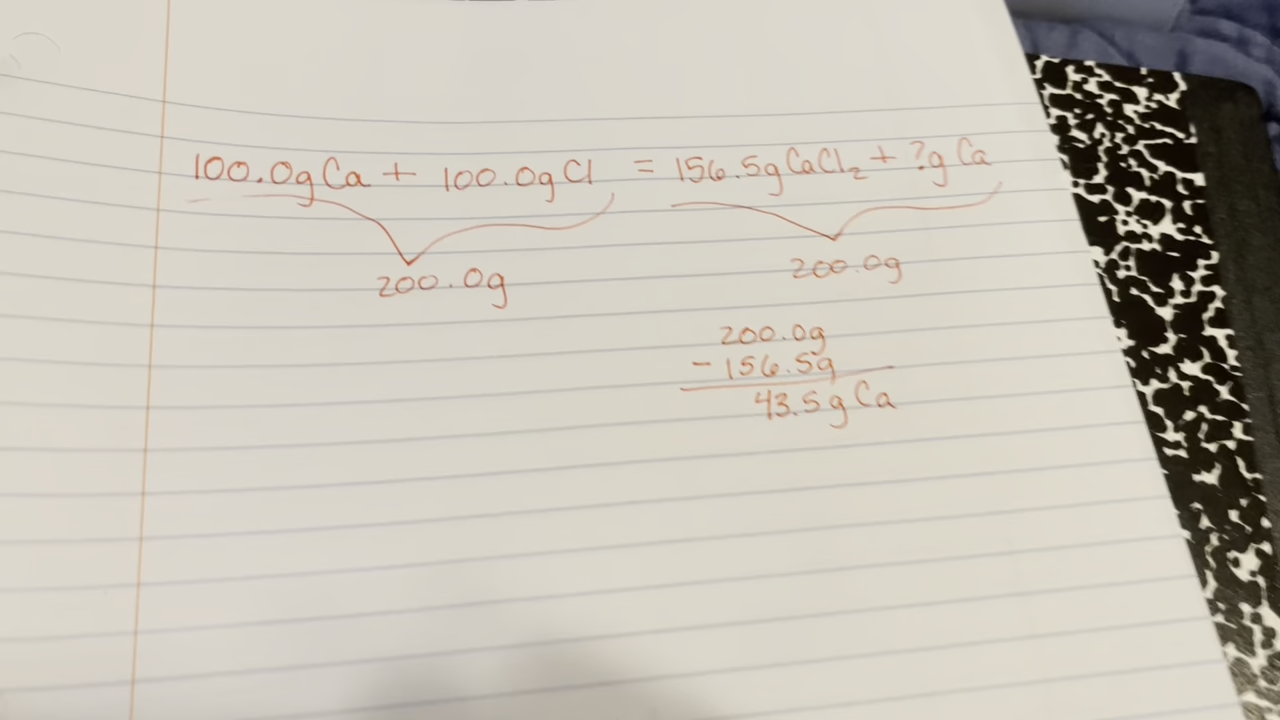 100.0g Ca + 100.0g Cl = 156.5g CaCl₂ + ?g Ca
200.0g 200.0g
200.0g
- 156.5g
43.5g Ca